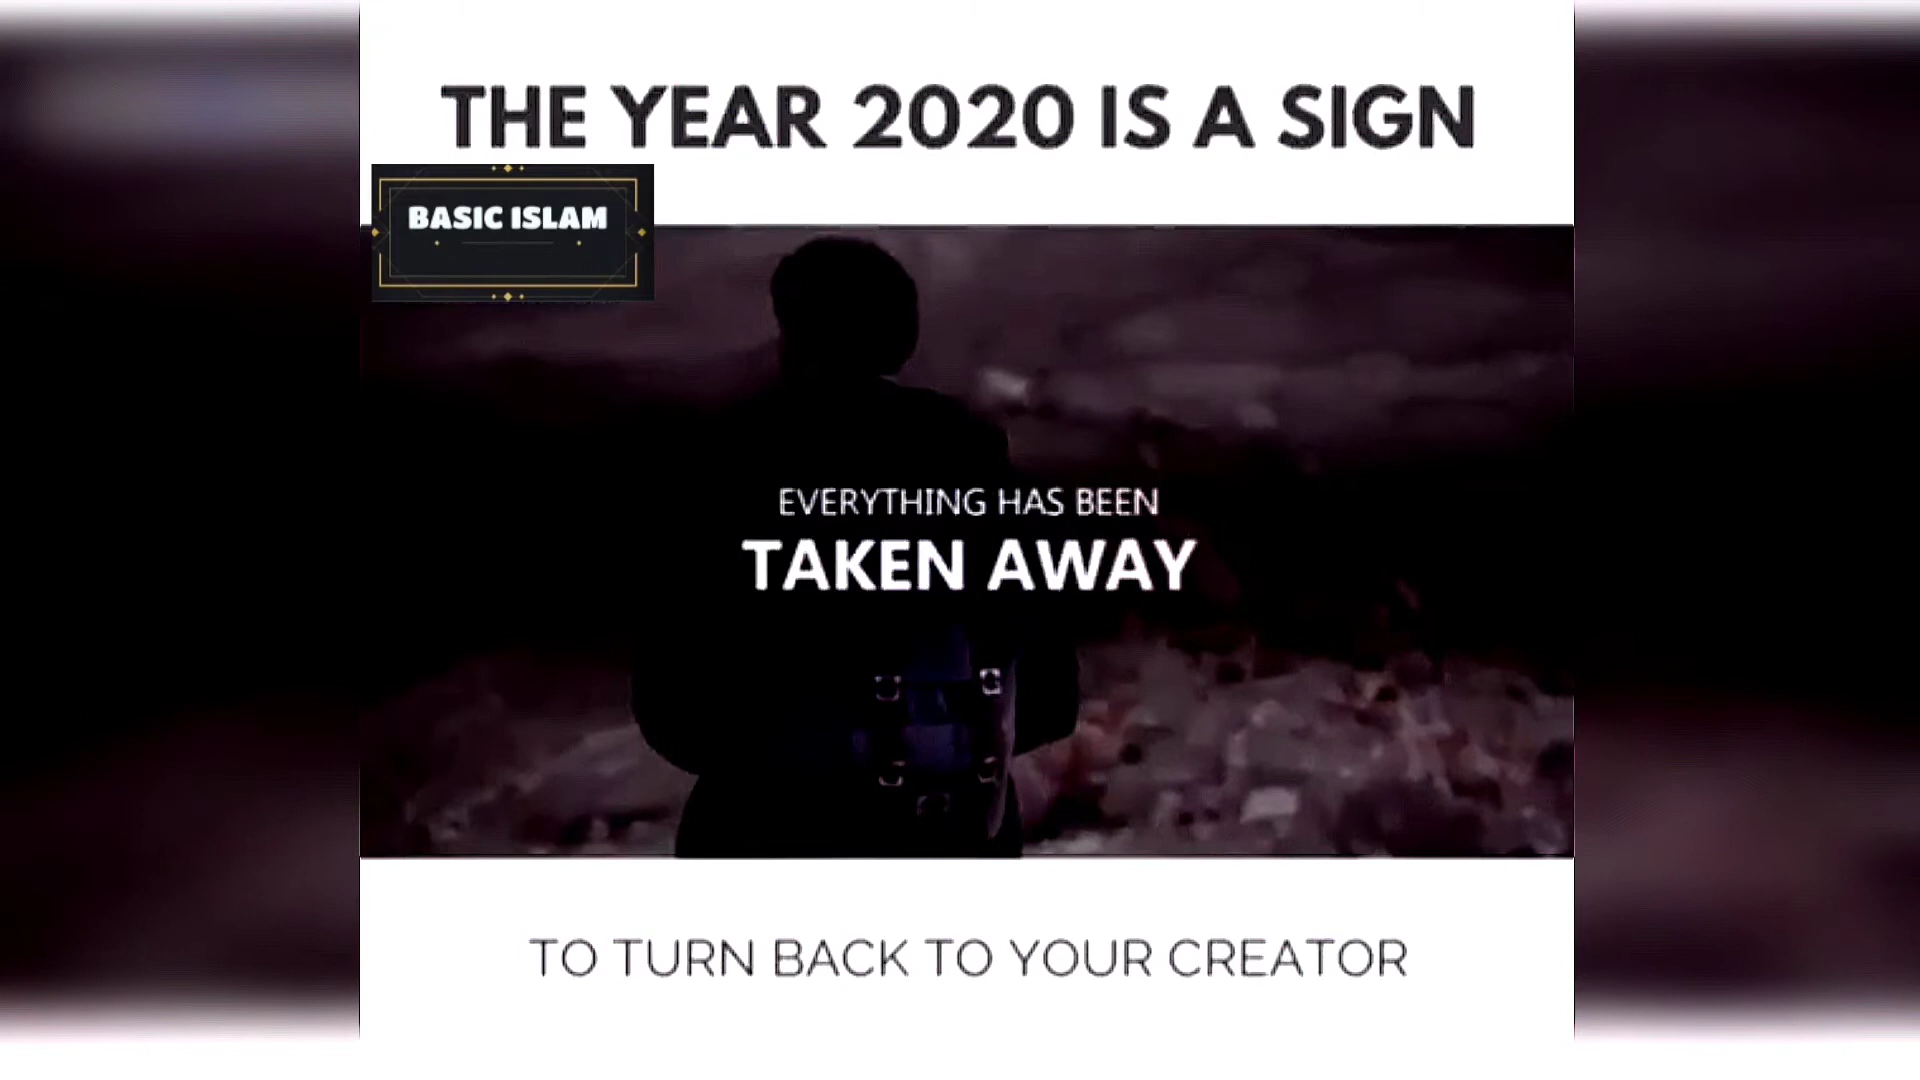 THE YEAR 2020 IS A SIGN
BASIC ISLAM
EVERYTHING HAS BEEN
TAKEN AWAY
TO TURN BACK TO YOUR CREATOR